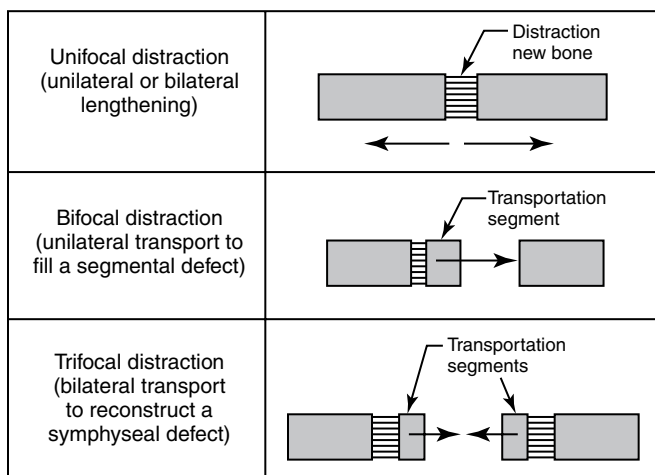 Unifocal distraction
(unilateral or bilateral
lengthening)
Distraction
new bone
Bifocal distraction
(unilateral transport to
fill a segmental defect)
Transportation
segment
Trifocal distraction
(bilateral transport
to reconstruct a
symphyseal defect)
Transportation
segments